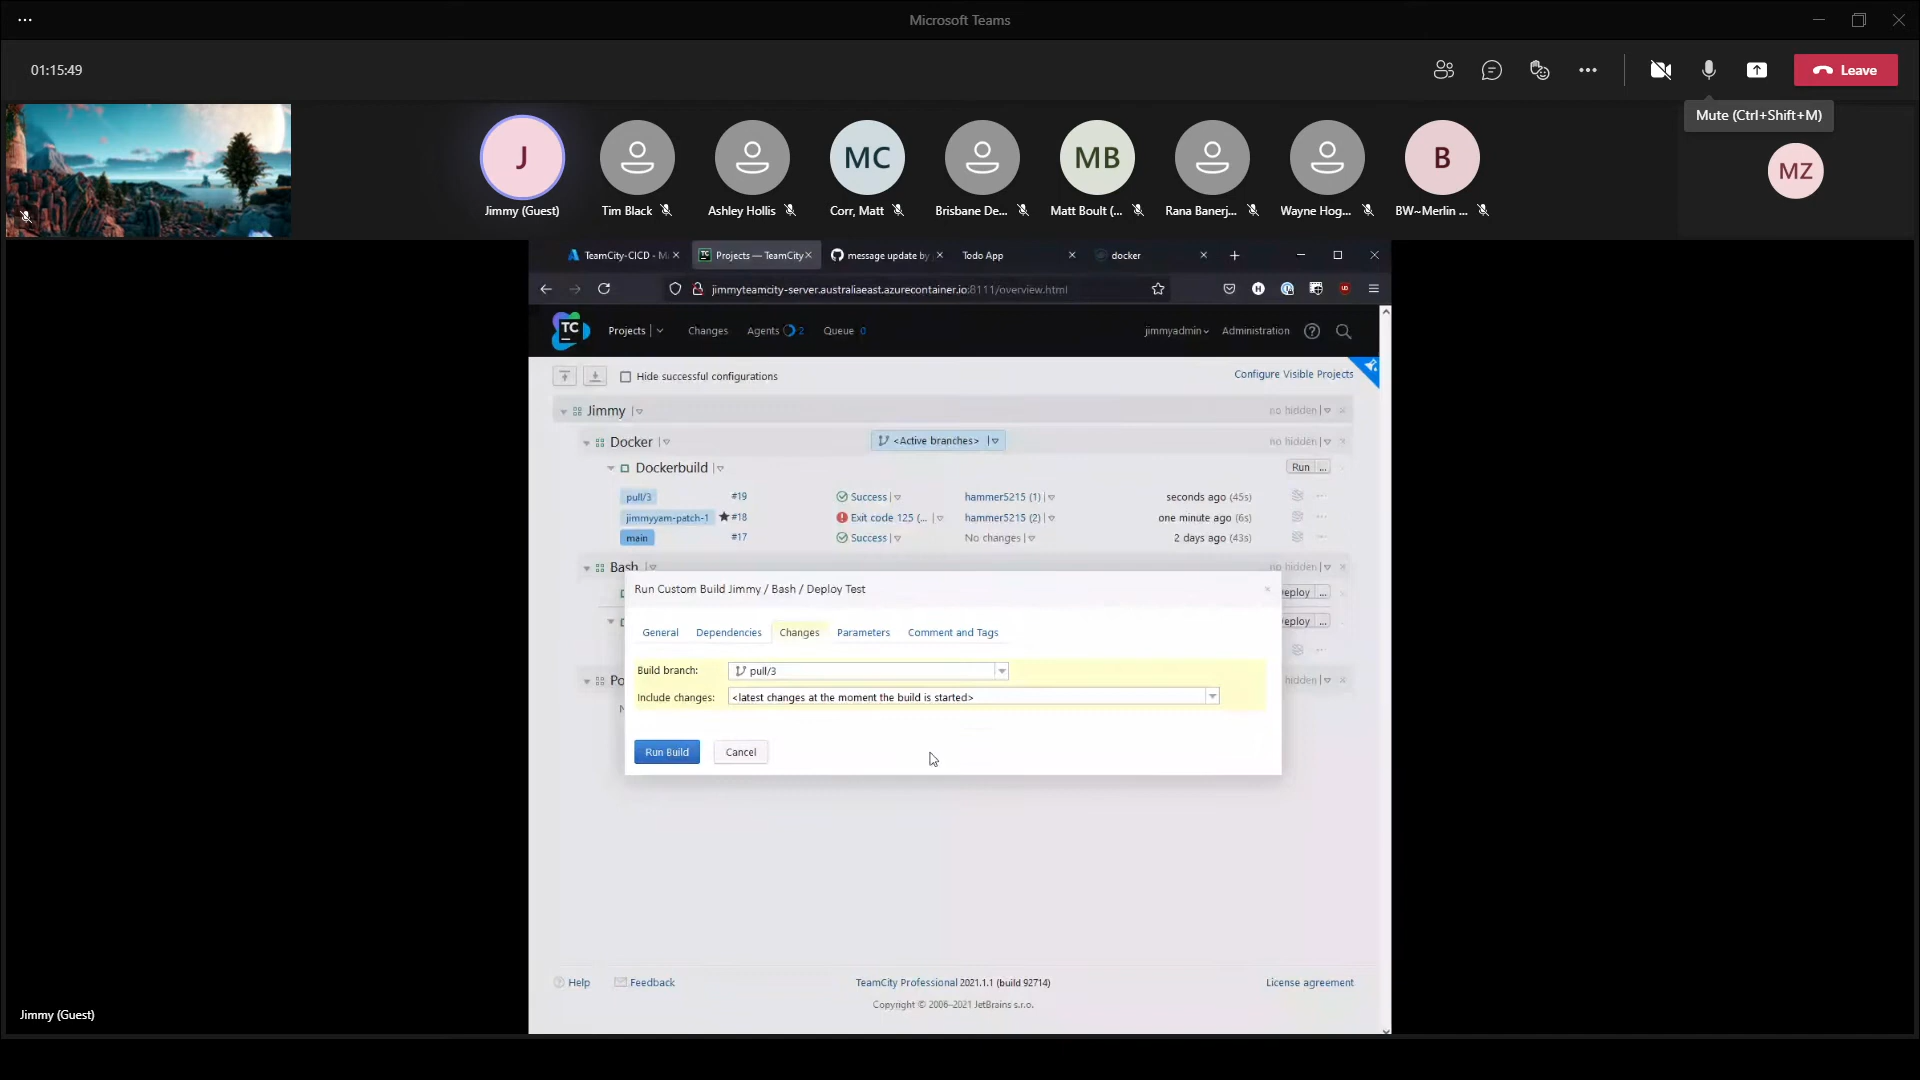 Microsoft Teams
01:15:49
Leave
Mute (Ctrl+Shift+M)
J
MC
MB
B
MZ
Jimmy (Guest)
Tim Black
Ashley Hollis
Corr, Matt
Brisbane De...
Matt Boult (...
Rana Banerj...
Wayne Hog...
BW~Merlin ...
TeamCity-CICD - Mi
Projects — TeamCity
message update by
Todo App
docker
jimmyteamcity-server.australiaeast.azurecontainer.io:8111/overview.html
TC
Projects
Changes
Agents 2
Queue 0
jimmyadmin
Administration
Hide successful configurations
Configure Visible Projects
Jimmy
no hidden
Docker
<Active branches>
no hidden
Dockerbuild
Run ...
pull/3 #19 Success hammer5215 (1) seconds ago (45s)
jimmyyam-patch-1 #18 Exit code 125 (... hammer5215 (2) one minute ago (6s)
main #17 Success No changes 2 days ago (43s)
Bash
no hidden
Run Custom Build Jimmy / Bash / Deploy Test
eploy ...
eploy ...
General Dependencies Changes Parameters Comment and Tags
Build branch: pull/3
Include changes: <latest changes at the moment the build is started>
Po
hidden
N
Run Build Cancel
Help
Feedback
TeamCity Professional 2021.1.1 (build 92714)
License agreement
Copyright © 2006–2021 JetBrains s.r.o.
Jimmy (Guest)